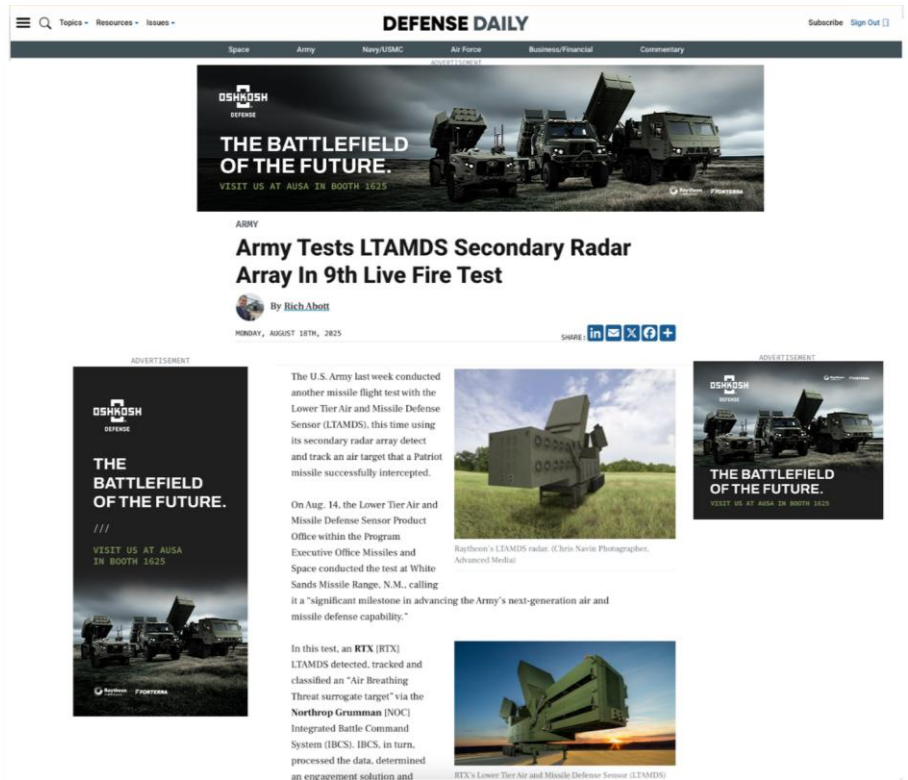 Topics
Resources
Issues
DEFENSE DAILY
Subscribe
Sign Out
Space
Army
Navy/USMC
Air Force
Business/Financial
Commentary
ADVERTISEMENT
OSHKOSH
DEFENSE
THE BATTLEFIELD
OF THE FUTURE.
VISIT US AT AUSA IN BOOTH 1625
Raytheon
FORTERRA
ARMY
Army Tests LTAMDS Secondary Radar
Array In 9th Live Fire Test
By Rich Abott
MONDAY, AUGUST 18TH, 2025
SHARE:
ADVERTISEMENT
OSHKOSH
DEFENSE
THE
BATTLEFIELD
OF THE FUTURE.
///
VISIT US AT AUSA
IN BOOTH 1625
Raytheon
FORTERRA
The U.S. Army last week conducted
another missile flight test with the
Lower Tier Air and Missile Defense
Sensor (LTAMDS), this time using
its secondary radar array detect
and track an air target that a Patriot
missile successfully intercepted.
Raytheon's LTAMDS radar. (Chris Navin Photographer,
Advanced Media)
On Aug. 14, the Lower Tier Air and
Missile Defense Sensor Product
Office within the Program
Executive Office Missiles and
Space conducted the test at White
Sands Missile Range, N.M., calling
it a "significant milestone in advancing the Army's next-generation air and
missile defense capability."
In this test, an RTX [RTX]
LTAMDS detected, tracked and
classified an "Air Breathing
Threat surrogate target" via the
Northrop Grumman [NOC]
Integrated Battle Command
System (IBCS). IBCS, in turn,
processed the data, determined
an engagement solution and
RTX's Lower Tier Air and Missile Defense Sensor (LTAMDS)
ADVERTISEMENT
OSHKOSH
DEFENSE
THE BATTLEFIELD
OF THE FUTURE.
VISIT US AT AUSA IN BOOTH 1625